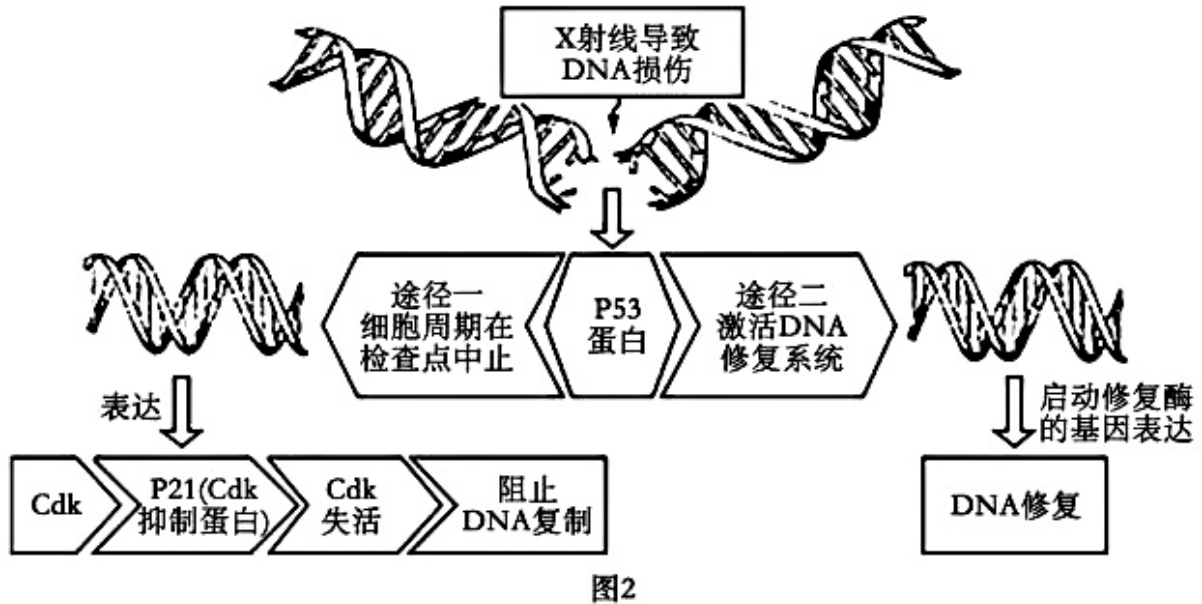 X射线导致
DNA损伤
途径一
细胞周期在
检查点中止
P53
蛋白
途径二
激活DNA
修复系统
表达
启动修复酶
的基因表达
Cdk
P21(Cdk
抑制蛋白)
Cdk
失活
阻止
DNA复制
DNA修复
图2